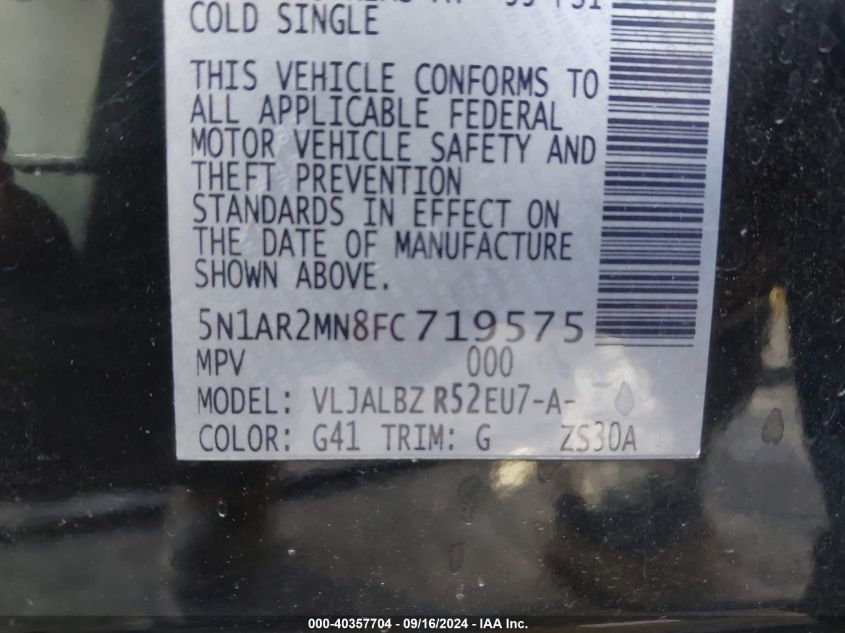 COLD SINGLE
THIS VEHICLE CONFORMS TO
ALL APPLICABLE FEDERAL
MOTOR VEHICLE SAFETY AND
THEFT PREVENTION
STANDARDS IN EFFECT ON
THE DATE OF MANUFACTURE
SHOWN ABOVE.
5N1AR2MN8FC719575
MPV 000
MODEL: VLJALBZ R52EU7-A-
COLOR: G41 TRIM: G ZS30A
000-40357704 - 09/16/2024 - IAA Inc.